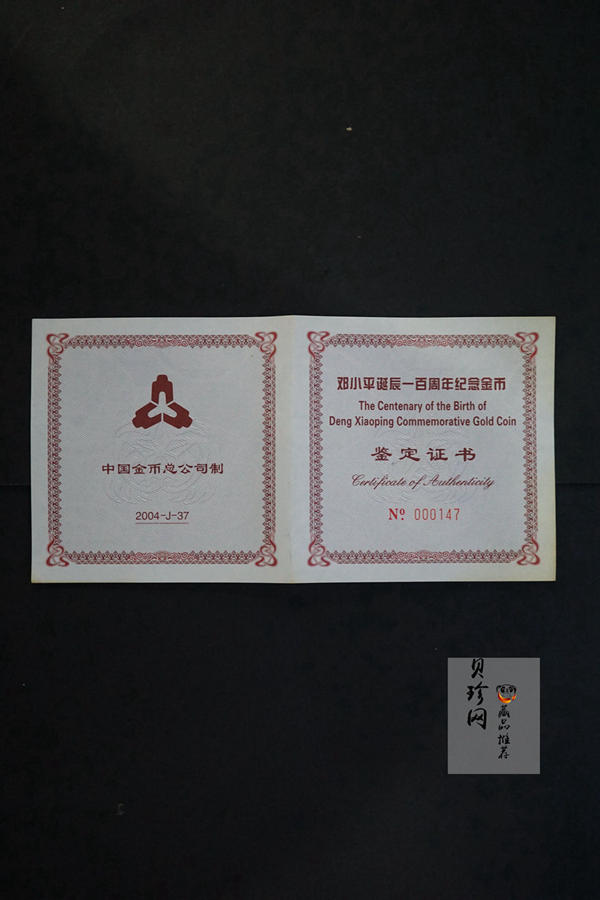 中国金币总公司制
2004-J-37
邓小平诞辰一百周年纪念金币
The Centenary of the Birth of
Deng Xiaoping Commemorative Gold Coin
鉴定证书
Certificate of Authenticity
Nº 000147
贝珍网
藏品推荐